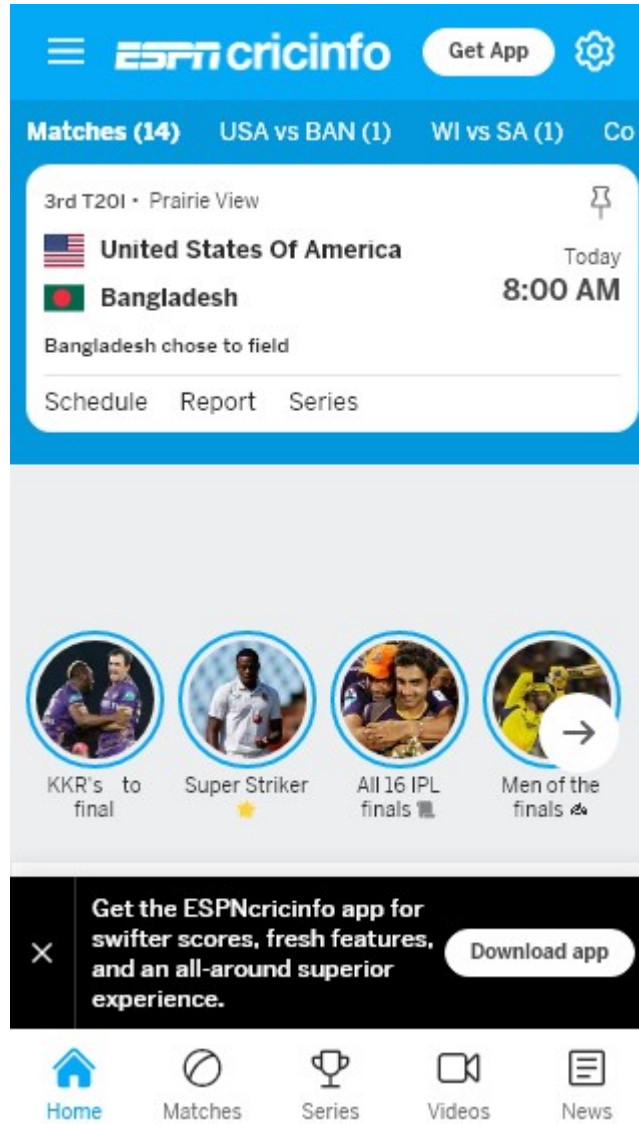 ESPN cricinfo
Get App
Matches (14) USA vs BAN (1) WI vs SA (1) Co
3rd T20I • Prairie View
United States Of America
Today
Bangladesh
8:00 AM
Bangladesh chose to field
Schedule Report Series
KKR's to
final
Super Striker
All 16 IPL
finals
Men of the
finals
Get the ESPNcricinfo app for
swifter scores, fresh features,
and an all-around superior
experience.
Download app
Home Matches Series Videos News